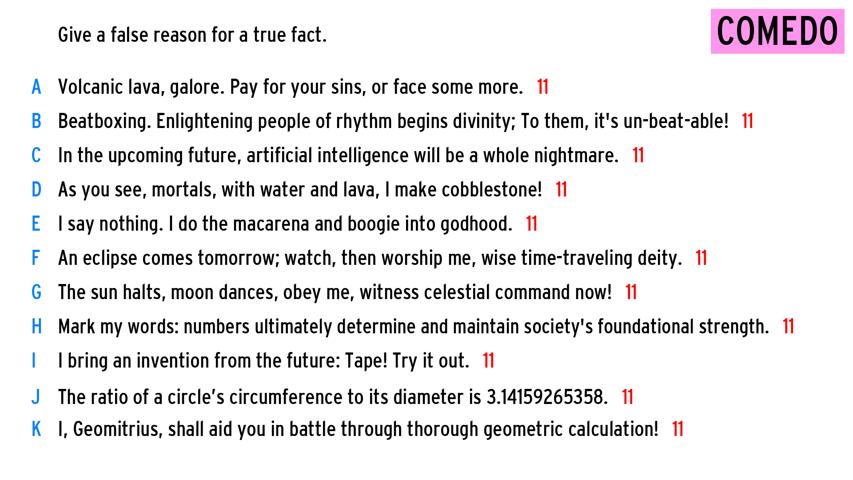 Give a false reason for a true fact.
COMEDO
A Volcanic lava, galore. Pay for your sins, or face some more. 11
B Beatboxing. Enlightening people of rhythm begins divinity; To them, it's un-beat-able! 11
C In the upcoming future, artificial intelligence will be a whole nightmare. 11
D As you see, mortals, with water and lava, I make cobblestone! 11
E I say nothing. I do the macarena and boogie into godhood. 11
F An eclipse comes tomorrow; watch, then worship me, wise time-traveling deity. 11
G The sun halts, moon dances, obey me, witness celestial command now! 11
H Mark my words: numbers ultimately determine and maintain society's foundational strength. 11
I I bring an invention from the future: Tape! Try it out. 11
J The ratio of a circle’s circumference to its diameter is 3.14159265358. 11
K I, Geomitrius, shall aid you in battle through thorough geometric calculation! 11